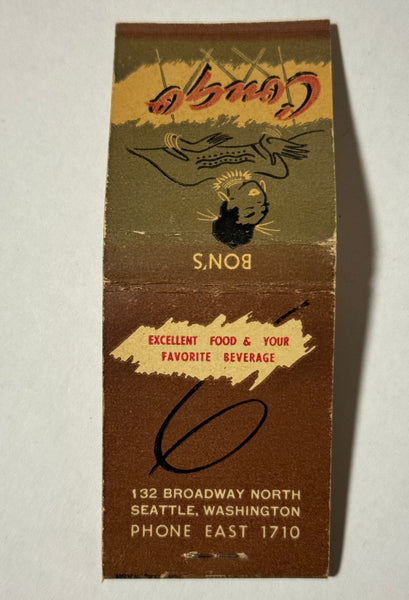 BON'S
Congo
EXCELLENT FOOD & YOUR
FAVORITE BEVERAGE
132 BROADWAY NORTH
SEATTLE, WASHINGTON
PHONE EAST 1710